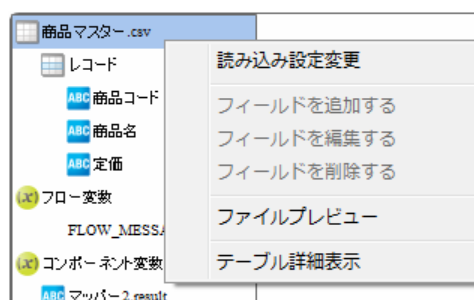 商品マスター.csv
レコード
ABC 商品コード
ABC 商品名
ABC 定価
(x) フロー変数
FLOW_MESSA
(x) コンポーネント変数
ABC マッパー2 result
読み込み設定変更
フィールドを追加する
フィールドを編集する
フィールドを削除する
ファイルプレビュー
テーブル詳細表示